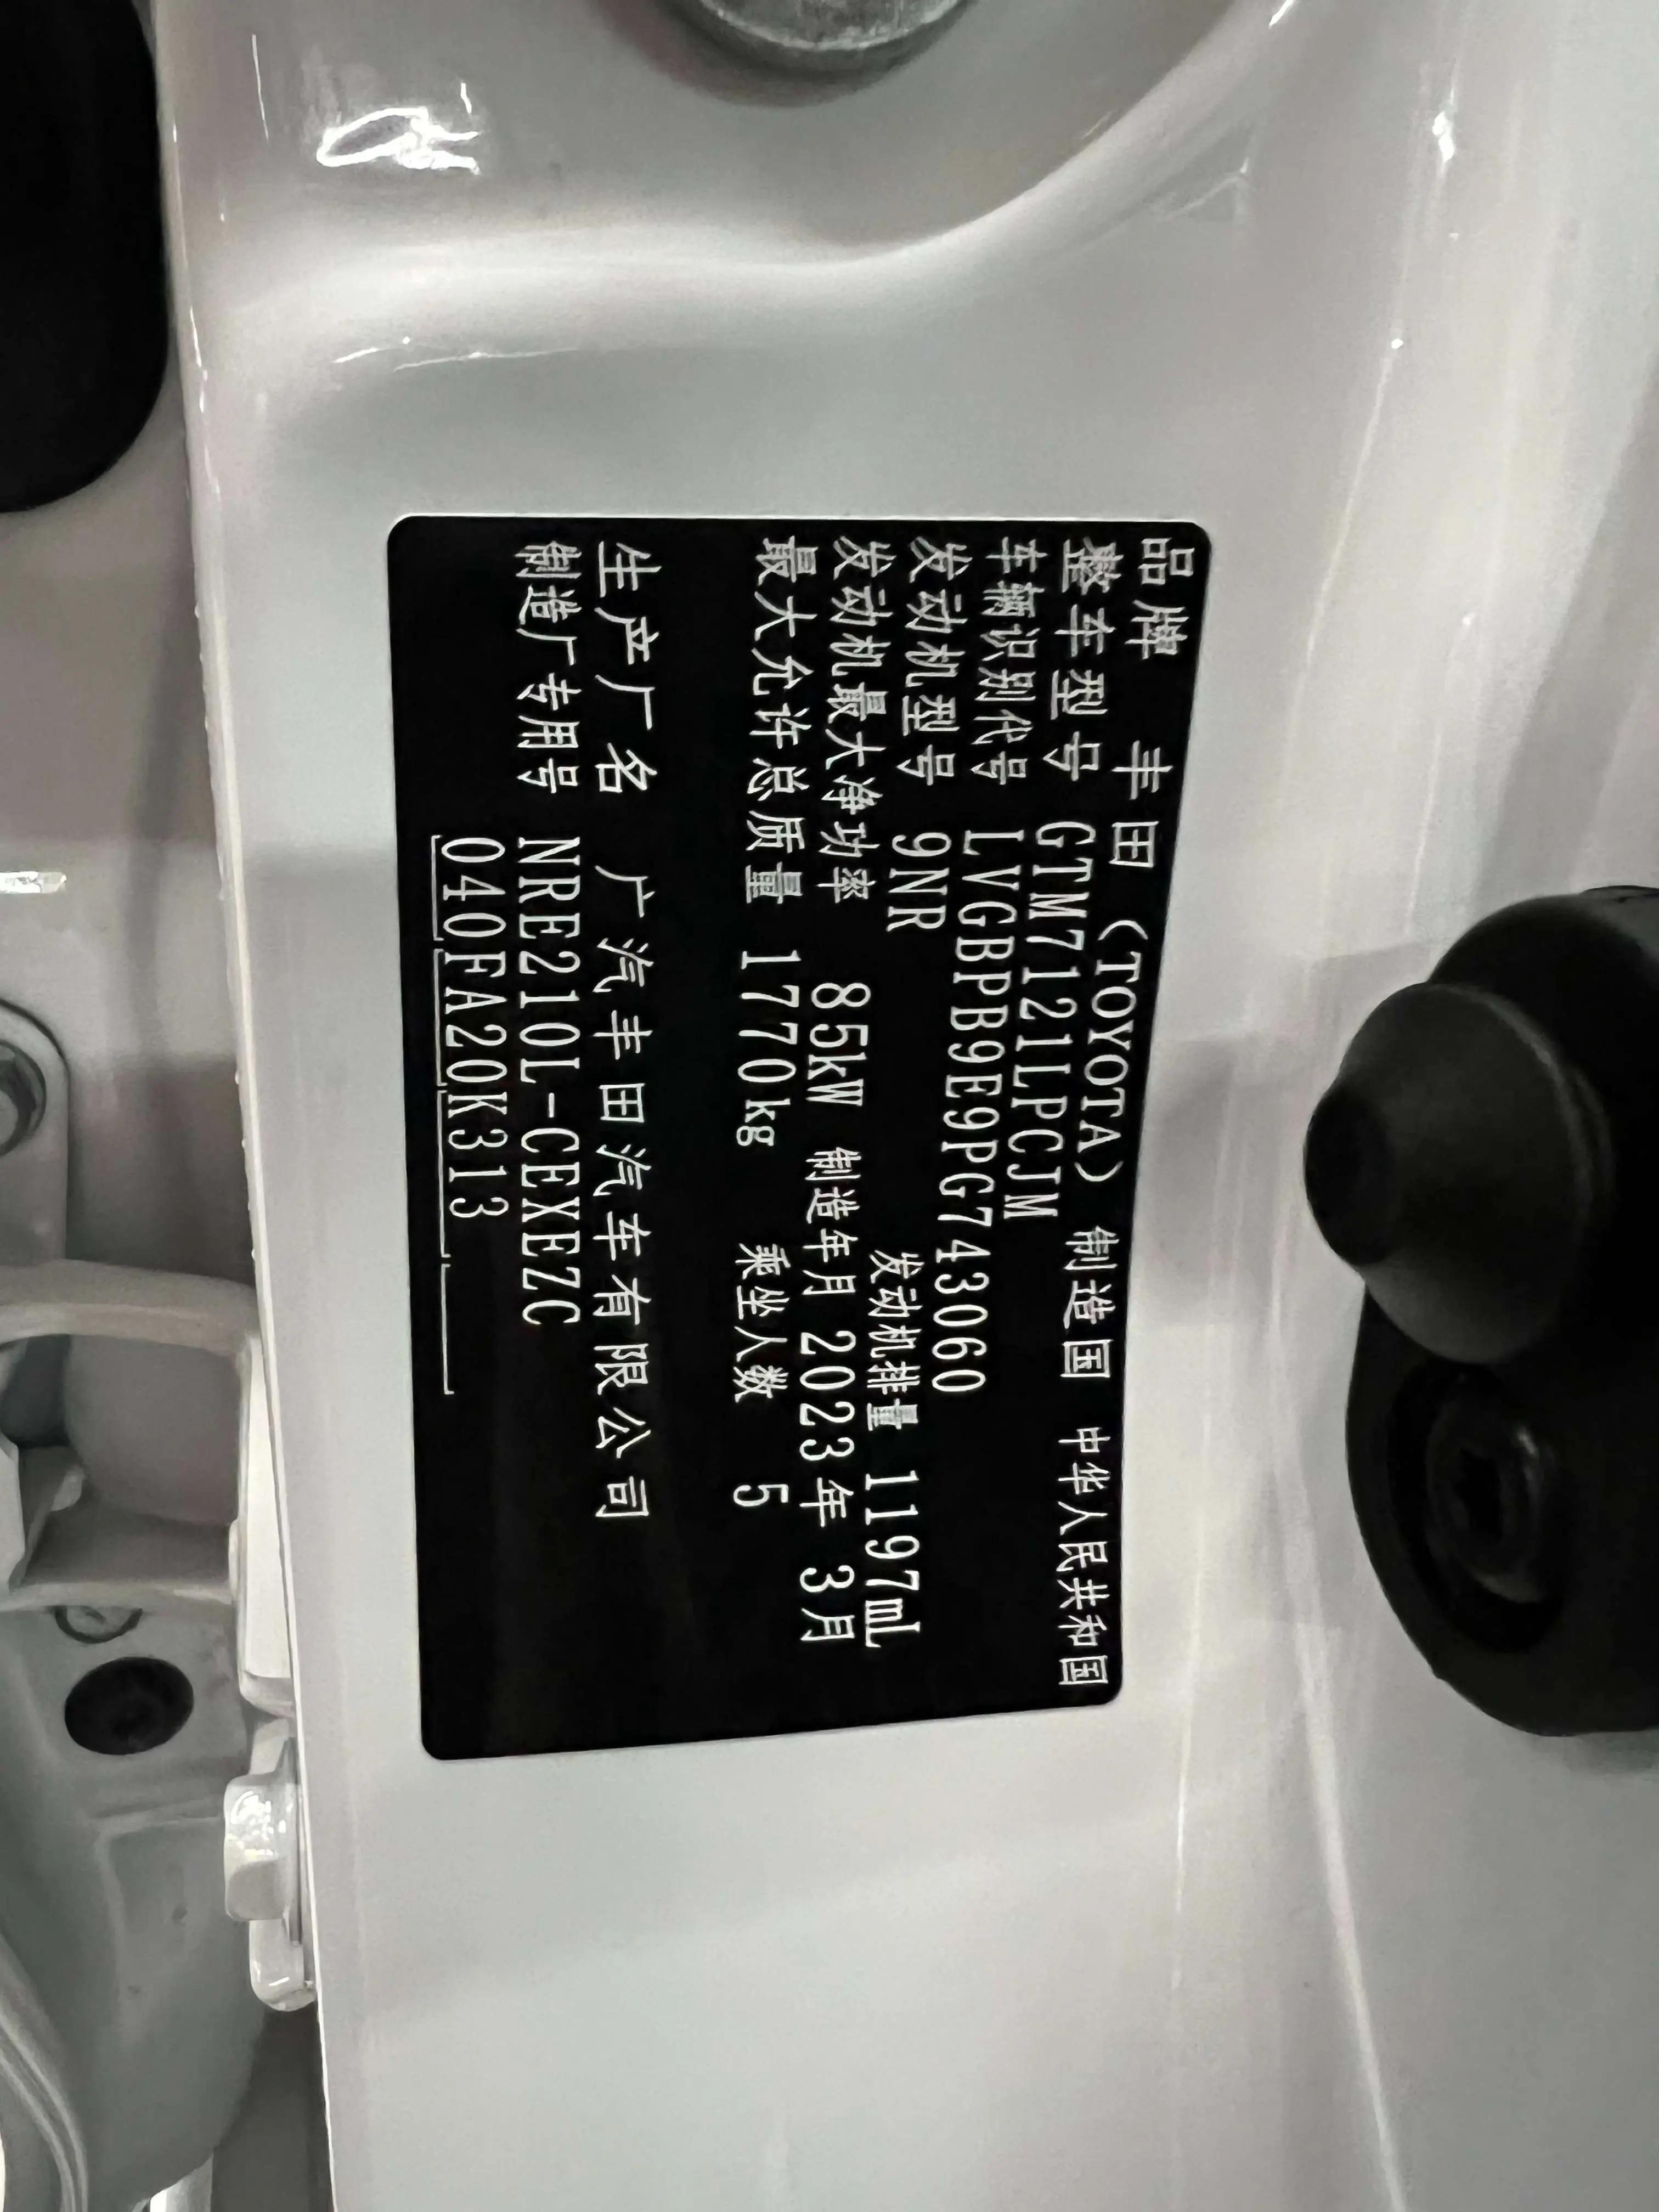 品牌 丰田 (TOYOTA) 制造国 中华人民共和国
整车型号 GTM7121LPCJM
车辆识别代号 LVGBPB9E9PG743060
发动机型号 9NR 发动机排量 1197mL
发动机最大净功率 85kW 制造年月 2023年 3月
最大允许总质量 1770kg 乘坐人数 5
生产厂名 广汽丰田汽车有限公司
制造厂专用号 NRE210L-CEXEZC
040FA20K313